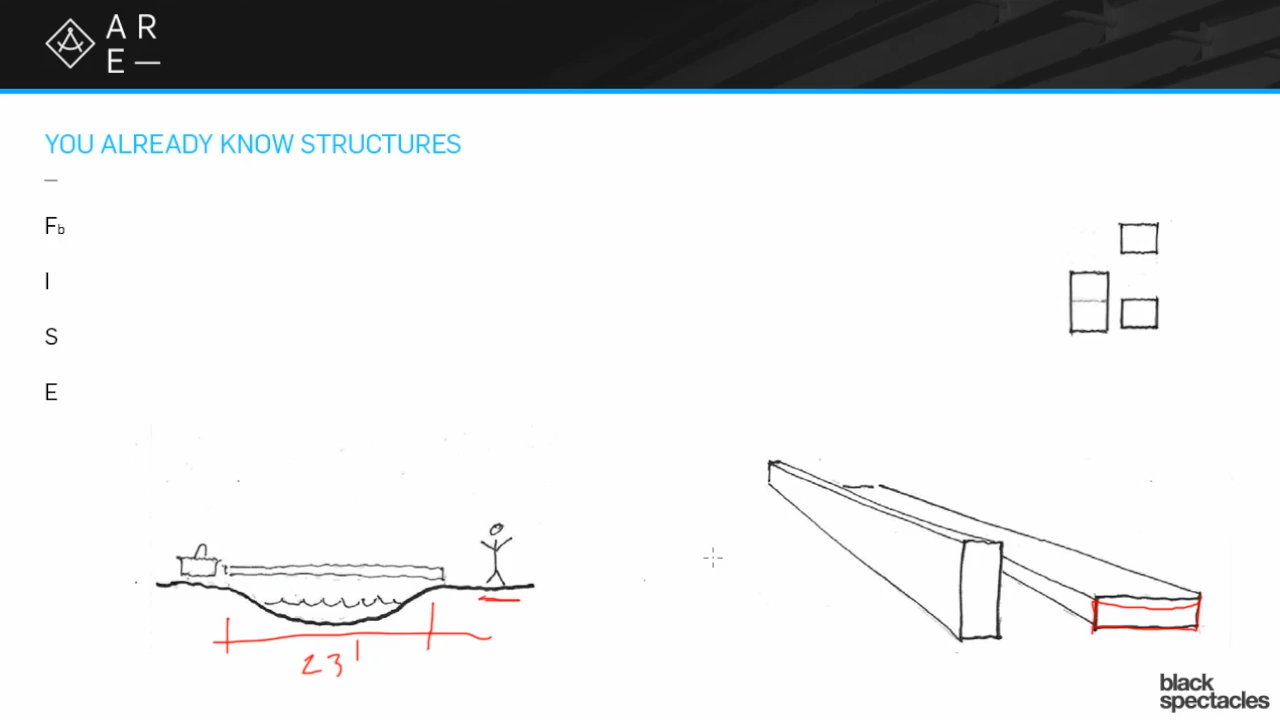 A R
E —
YOU ALREADY KNOW STRUCTURES
—
Fb
I
S
E
23'
black
spectacles